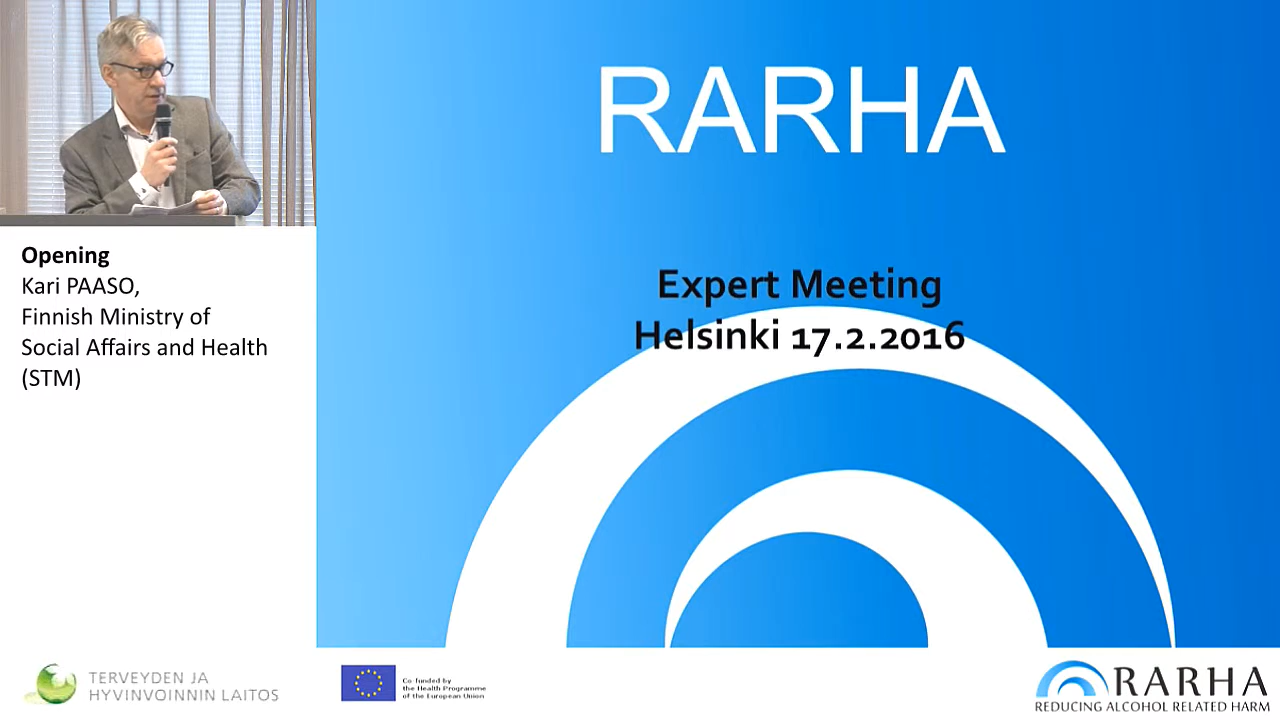 Opening
Kari PAASO,
Finnish Ministry of
Social Affairs and Health
(STM)
RARHA
Expert Meeting
Helsinki 17.2.2016
TERVEYDEN JA
HYVINVOINNIN LAITOS
Co-funded by
the Health Programme
of the European Union
RARHA
REDUCING ALCOHOL RELATED HARM